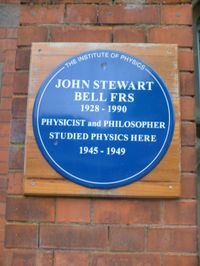 THE INSTITUTE OF PHYSICS
JOHN STEWART
BELL FRS
1928 - 1990
PHYSICIST and PHILOSOPHER
STUDIED PHYSICS HERE
1945 - 1949